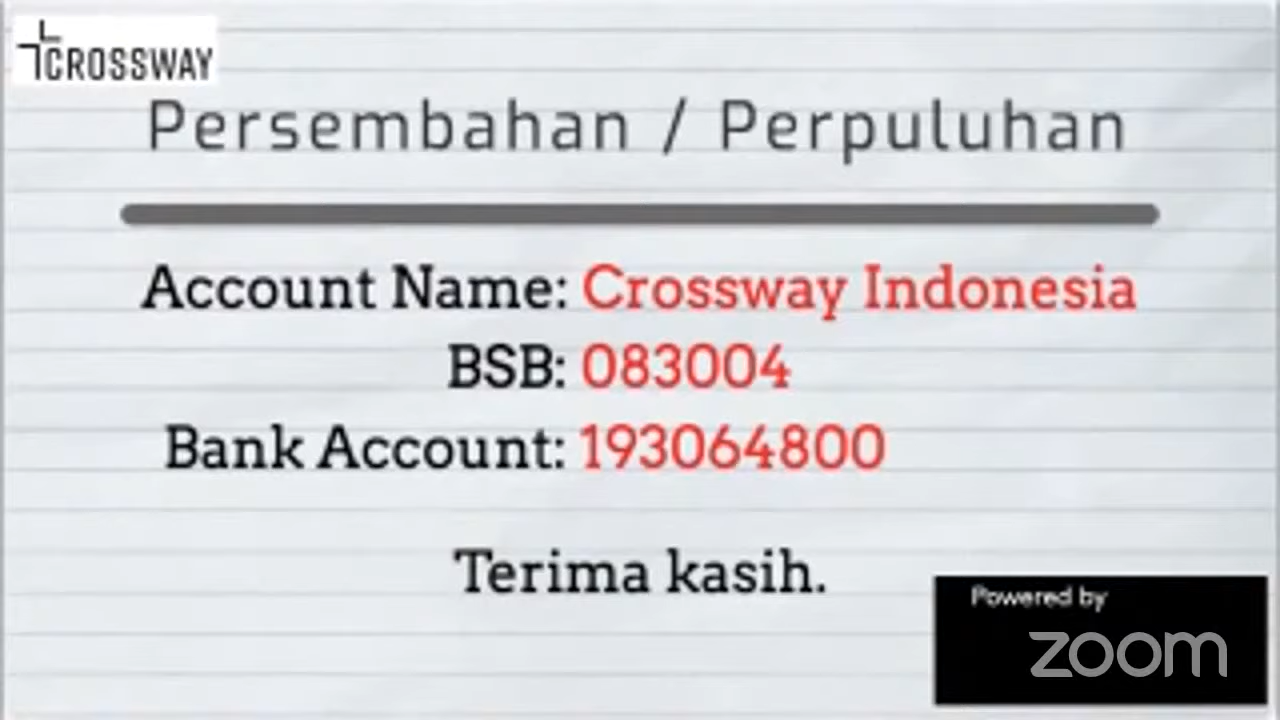 CROSSWAY
Persembahan / Perpuluhan
Account Name: Crossway Indonesia
BSB: 083004
Bank Account: 193064800
Terima kasih.
Powered by
zoom